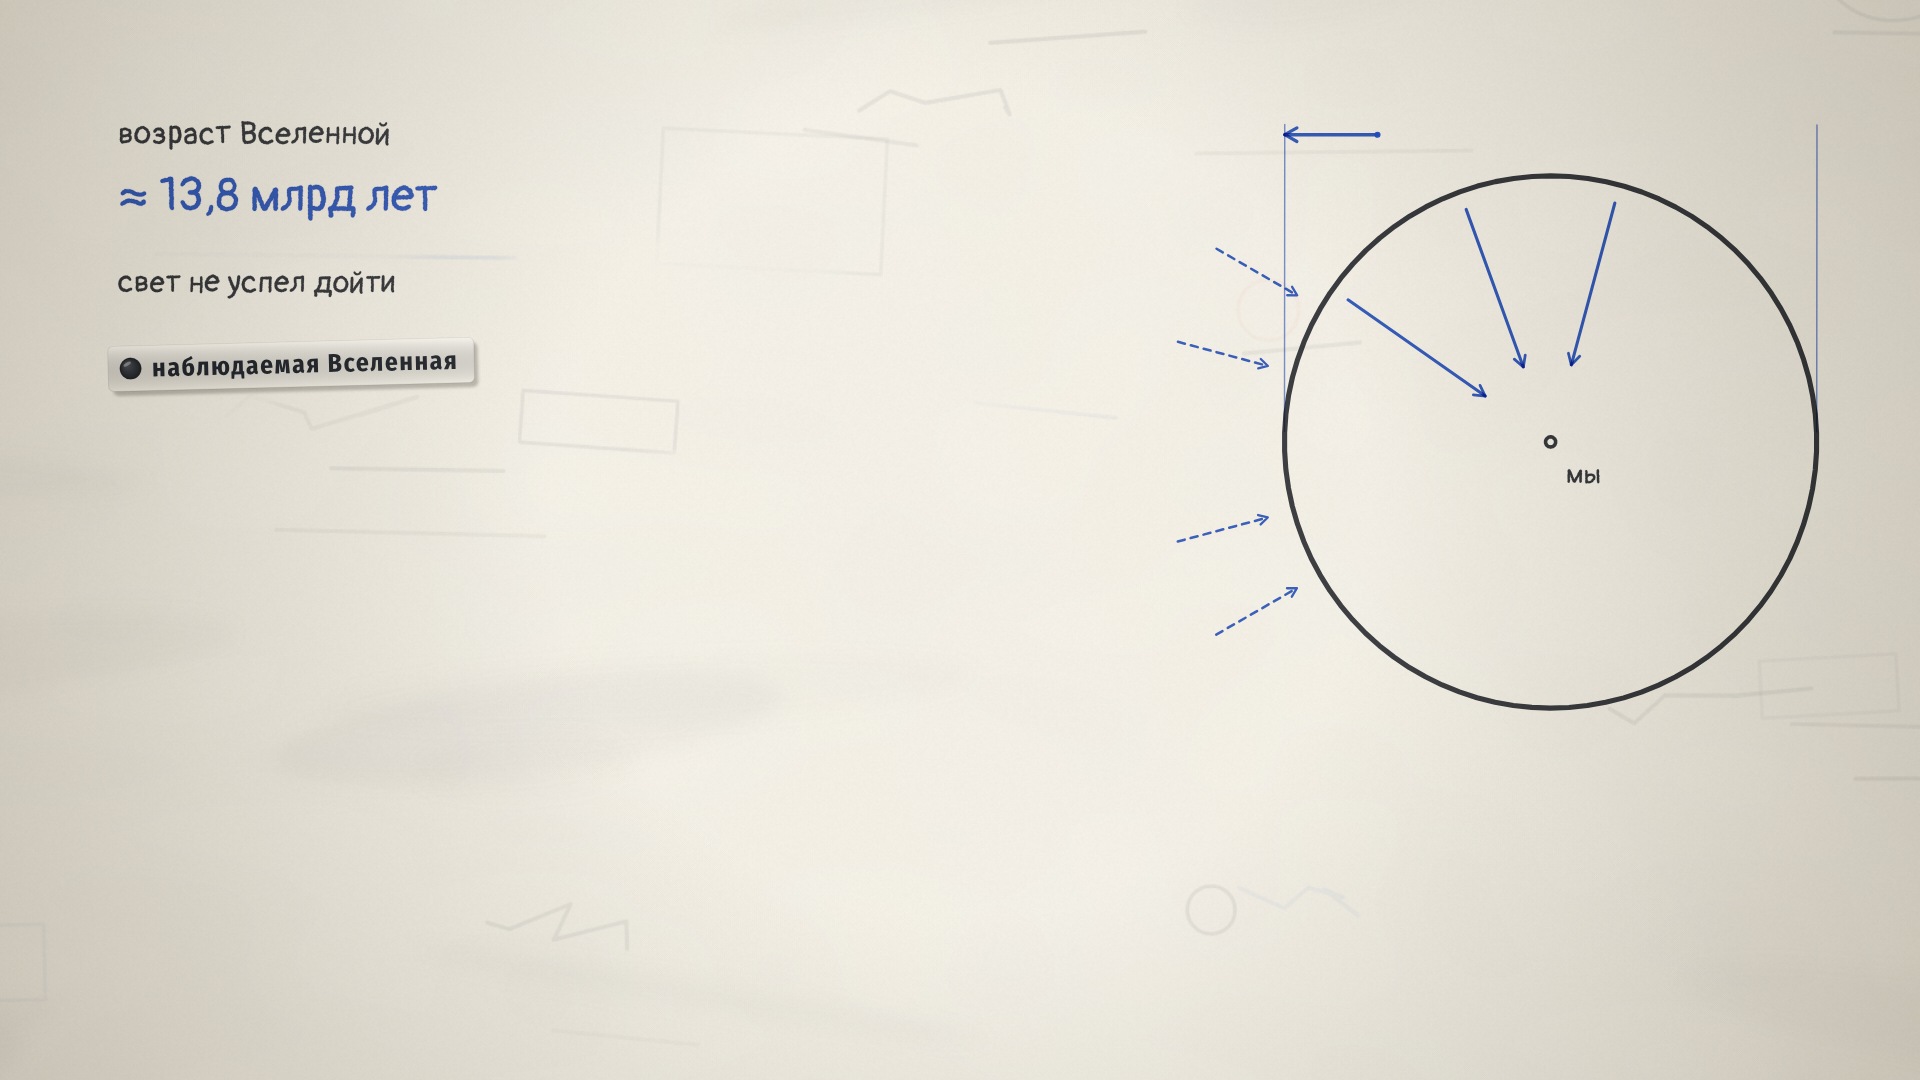 возраст Вселенной
≈ 13,8 млрд лет
свет не успел дойти
наблюдаемая Вселенная
мы